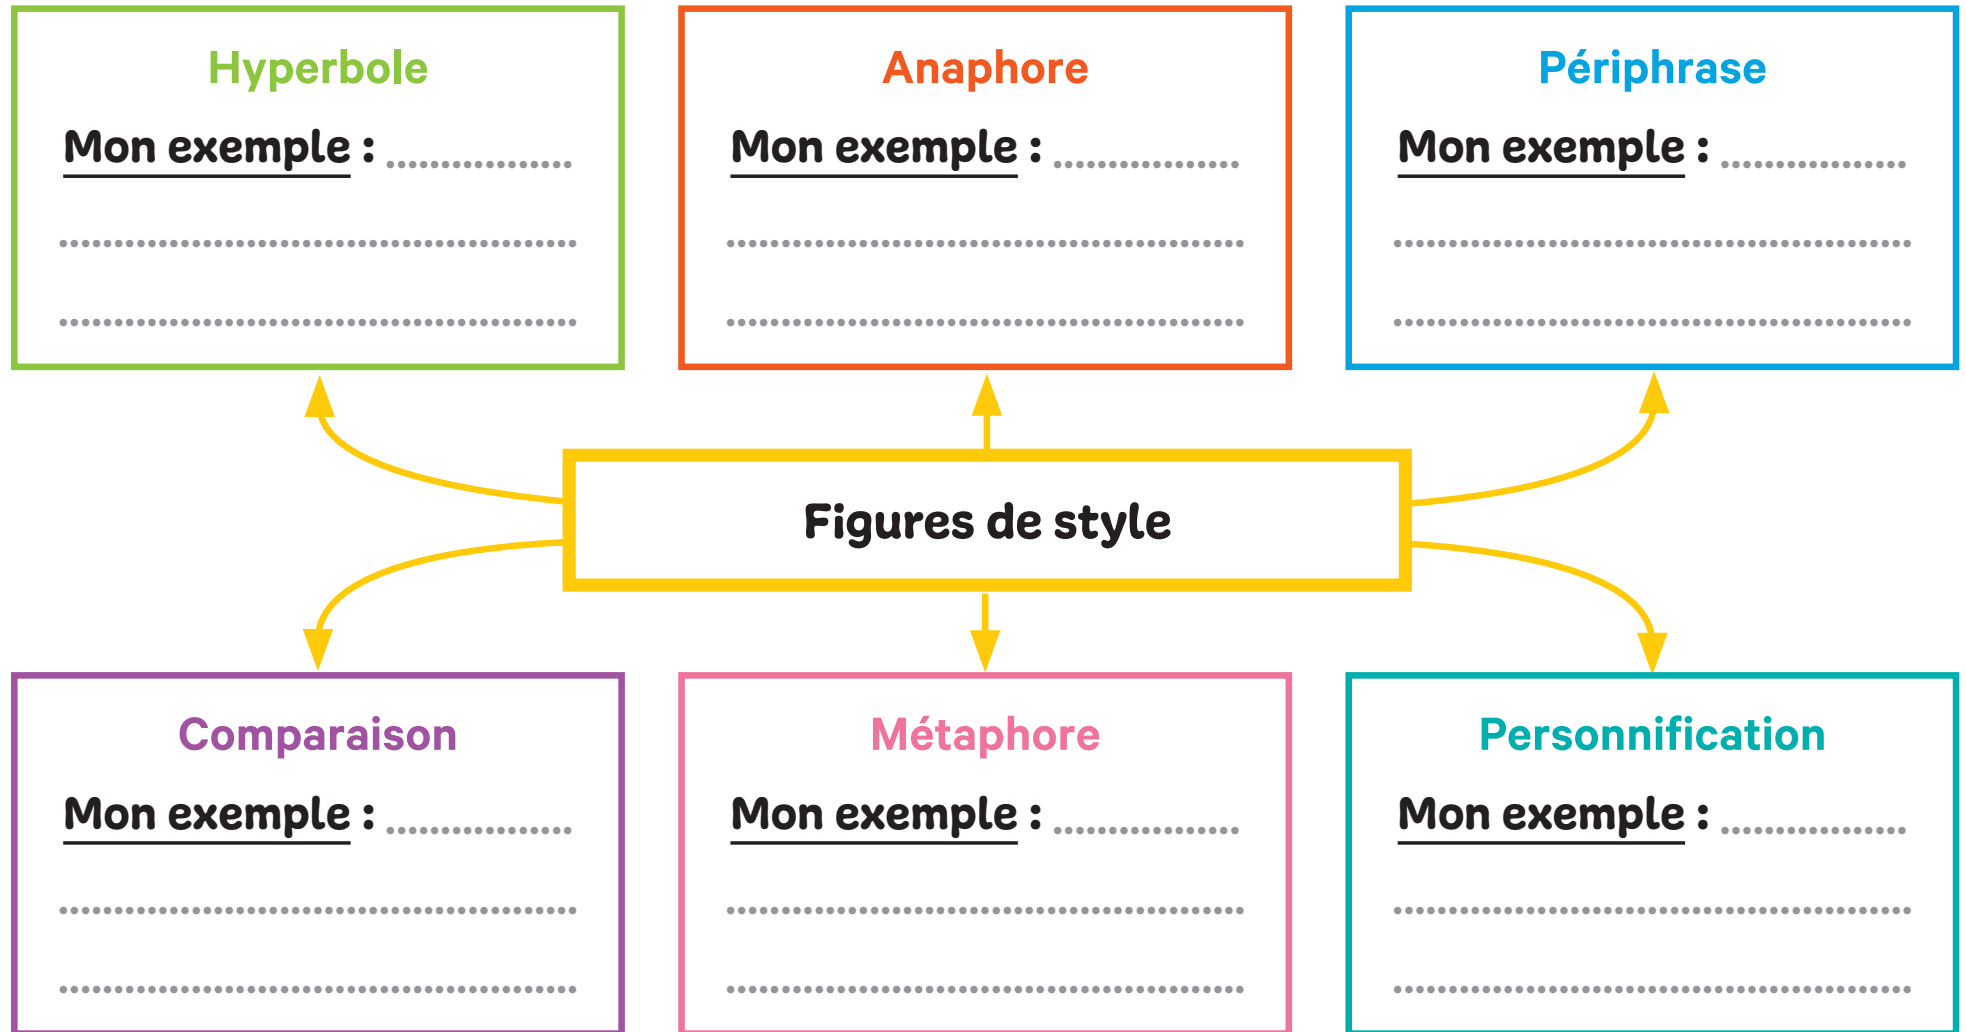 Hyperbole
Mon exemple : ................
................................................
................................................
Anaphore
Mon exemple : ................
................................................
................................................
Périphrase
Mon exemple : ................
................................................
................................................
Figures de style
Comparaison
Mon exemple : ................
................................................
................................................
Métaphore
Mon exemple : ................
................................................
................................................
Personnification
Mon exemple : ................
................................................
................................................